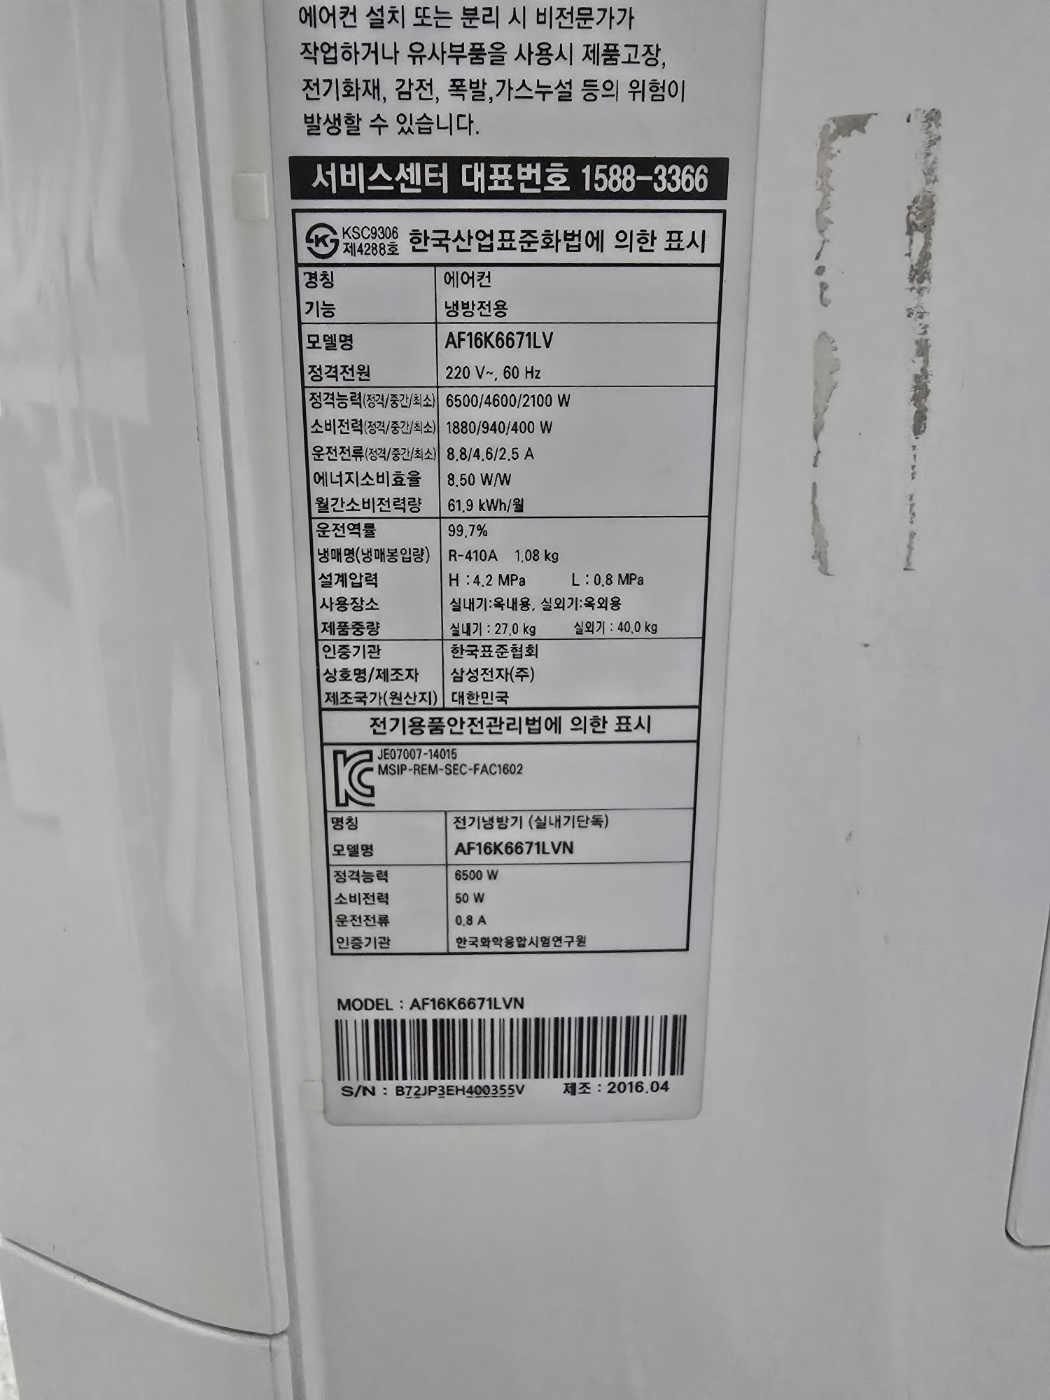 에어컨 설치 또는 분리 시 비전문가가
작업하거나 유사부품을 사용시 제품고장,
전기화재, 감전, 폭발,가스누설 등의 위험이
발생할 수 있습니다.
서비스센터 대표번호 1588-3366
KSC9306
제4288호 한국산업표준화법에 의한 표시
명칭 에어컨
기능 냉방전용
모델명 AF16K6671LV
정격전원 220 V~, 60 Hz
정격능력(정격/중간/최소) 6500/4600/2100 W
소비전력(정격/중간/최소) 1880/940/400 W
운전전류(정격/중간/최소) 8.8/4.6/2.5 A
에너지소비효율 8.50 W/W
월간소비전력량 61.9 kWh/월
운전역률 99.7%
냉매명(냉매봉입량) R-410A 1.08 kg
설계압력 H : 4.2 MPa L : 0.8 MPa
사용장소 실내기:옥내용, 실외기:옥외용
제품중량 실내기 : 27.0 kg 실외기 : 40.0 kg
인증기관 한국표준협회
상호명/제조자 삼성전자(주)
제조국가(원산지) 대한민국
전기용품안전관리법에 의한 표시
JE07007-14015
MSIP-REM-SEC-FAC1602
명칭 전기냉방기 (실내기단독)
모델명 AF16K6671LVN
정격능력 6500 W
소비전력 50 W
운전전류 0.8 A
인증기관 한국화학융합시험연구원
MODEL : AF16K6671LVN
S/N : B72JP3EH400355V 제조 : 2016.04